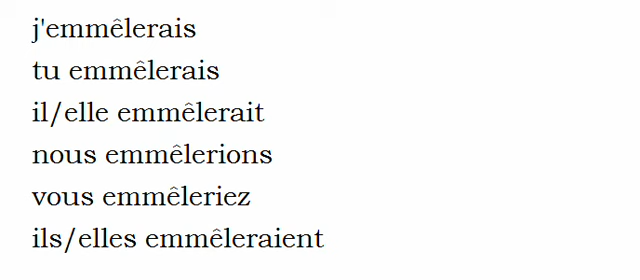 j'emmêlerais
tu emmêlerais
il/elle emmêlerait
nous emmêlerions
vous emmêleriez
ils/elles emmêleraient